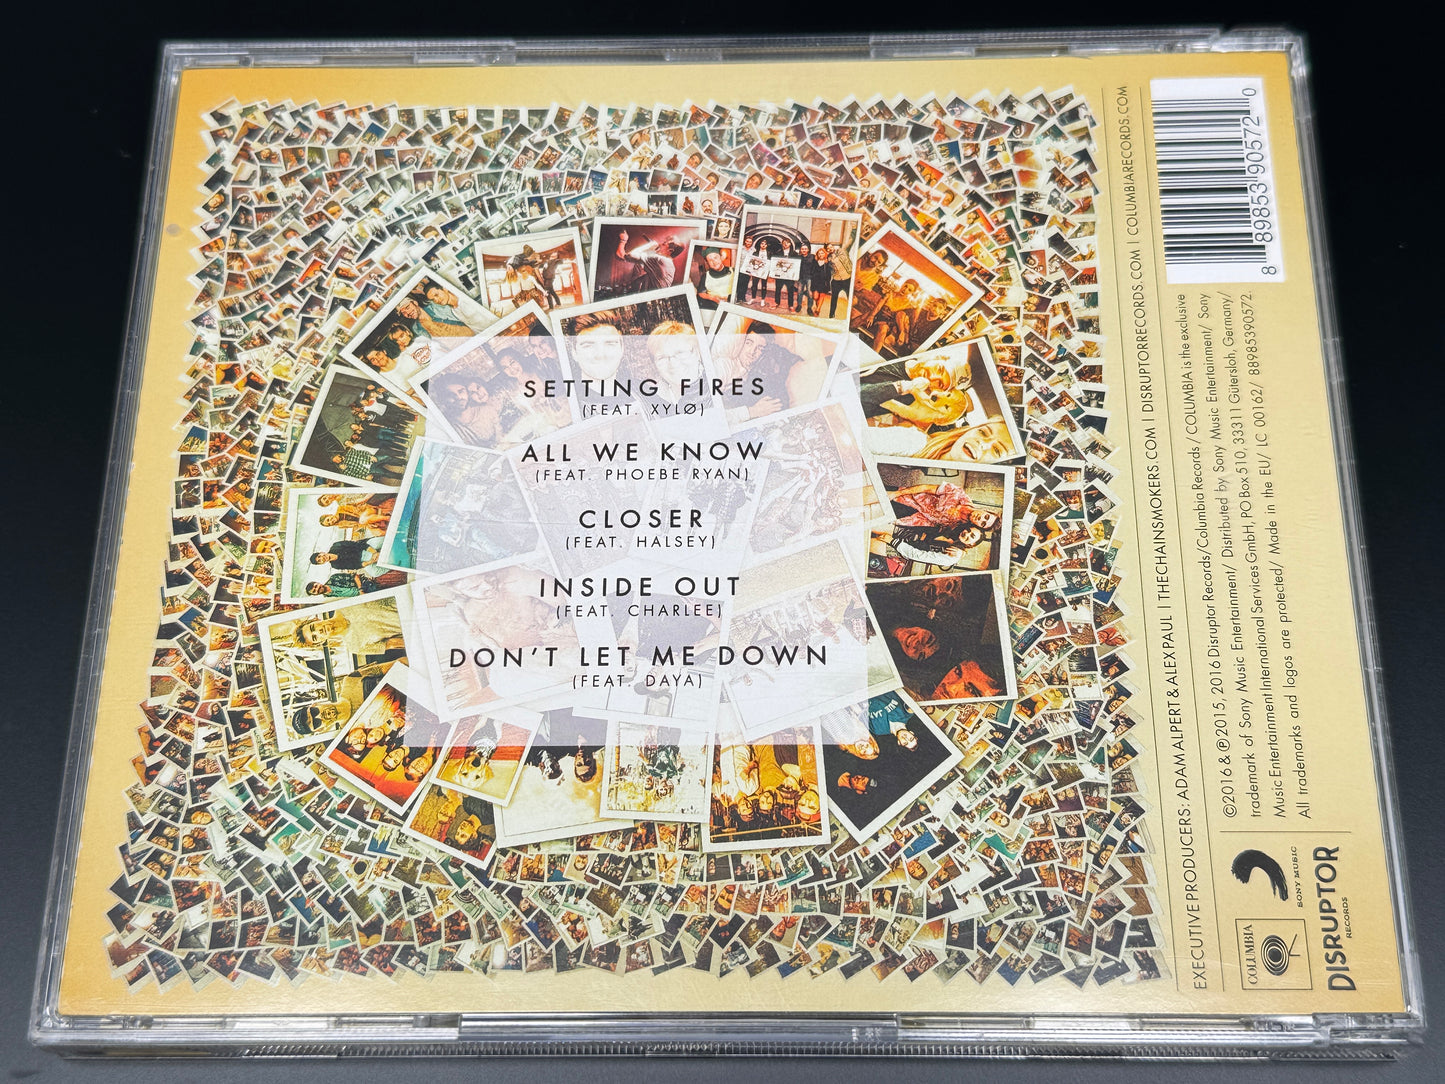 SETTING FIRES
(FEAT. XYLØ)
ALL WE KNOW
(FEAT. PHOEBE RYAN)
CLOSER
(FEAT. HALSEY)
INSIDE OUT
(FEAT. CHARLEE)
DON'T LET ME DOWN
(FEAT. DAYA)
EXECUTIVE PRODUCERS: ADAM ALPERT & ALEX PAUL | THECHAINSMOKERS.COM | DISRUPTORRECORDS.COM | COLUMBIARECORDS.COM
©2016 & ℗2015, 2016 Disruptor Records/Columbia Records / COLUMBIA is the exclusive
trademark of Sony Music Entertainment/ Distributed by Sony Music Entertainment/ Sony
Music Entertainment International Services GmbH, PO Box 510, 33311 Gütersloh, Germany/
All trademarks and logos are protected/ Made in the EU/ LC 00162/ 88985390572.
8 89853 90572 0
COLUMBIA
SONY MUSIC
DISRUPTOR
RECORDS